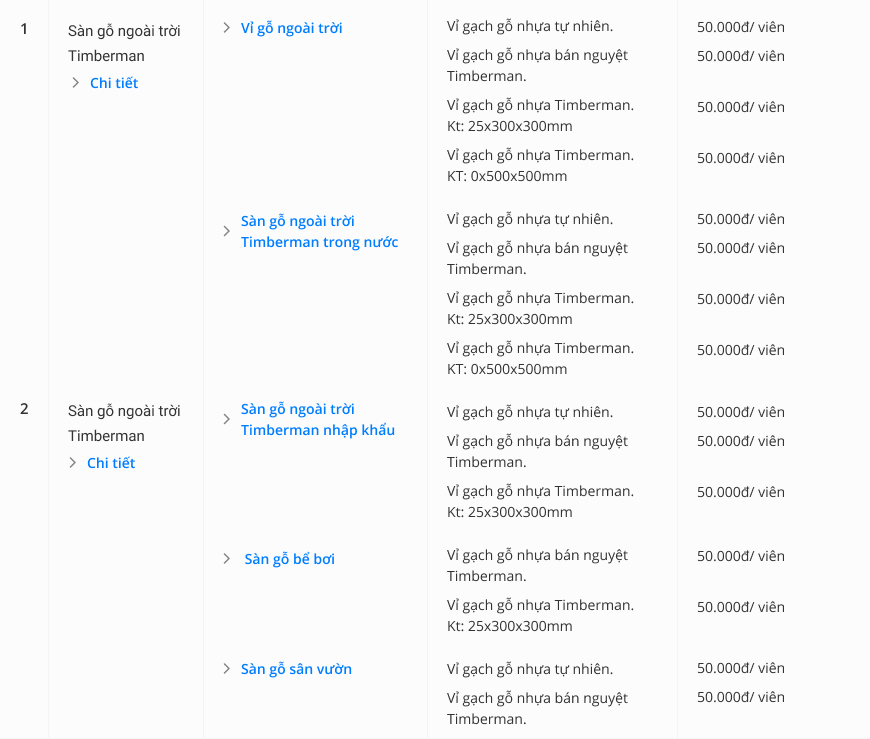 1
Sàn gỗ ngoài trời
Timberman
Chi tiết
Vỉ gỗ ngoài trời
Vỉ gạch gỗ nhựa tự nhiên.
50.000đ/ viên
Vỉ gạch gỗ nhựa bán nguyệt
Timberman.
50.000đ/ viên
Vỉ gạch gỗ nhựa Timberman.
Kt: 25x300x300mm
50.000đ/ viên
Vỉ gạch gỗ nhựa Timberman.
KT: 0x500x500mm
50.000đ/ viên
Sàn gỗ ngoài trời
Timberman trong nước
Vỉ gạch gỗ nhựa tự nhiên.
50.000đ/ viên
Vỉ gạch gỗ nhựa bán nguyệt
Timberman.
50.000đ/ viên
Vỉ gạch gỗ nhựa Timberman.
Kt: 25x300x300mm
50.000đ/ viên
Vỉ gạch gỗ nhựa Timberman.
KT: 0x500x500mm
50.000đ/ viên
2
Sàn gỗ ngoài trời
Timberman
Chi tiết
Sàn gỗ ngoài trời
Timberman nhập khẩu
Vỉ gạch gỗ nhựa tự nhiên.
50.000đ/ viên
Vỉ gạch gỗ nhựa bán nguyệt
Timberman.
50.000đ/ viên
Vỉ gạch gỗ nhựa Timberman.
Kt: 25x300x300mm
50.000đ/ viên
Sàn gỗ bể bơi
Vỉ gạch gỗ nhựa bán nguyệt
Timberman.
50.000đ/ viên
Vỉ gạch gỗ nhựa Timberman.
Kt: 25x300x300mm
50.000đ/ viên
Sàn gỗ sân vườn
Vỉ gạch gỗ nhựa tự nhiên.
50.000đ/ viên
Vỉ gạch gỗ nhựa bán nguyệt
Timberman.
50.000đ/ viên